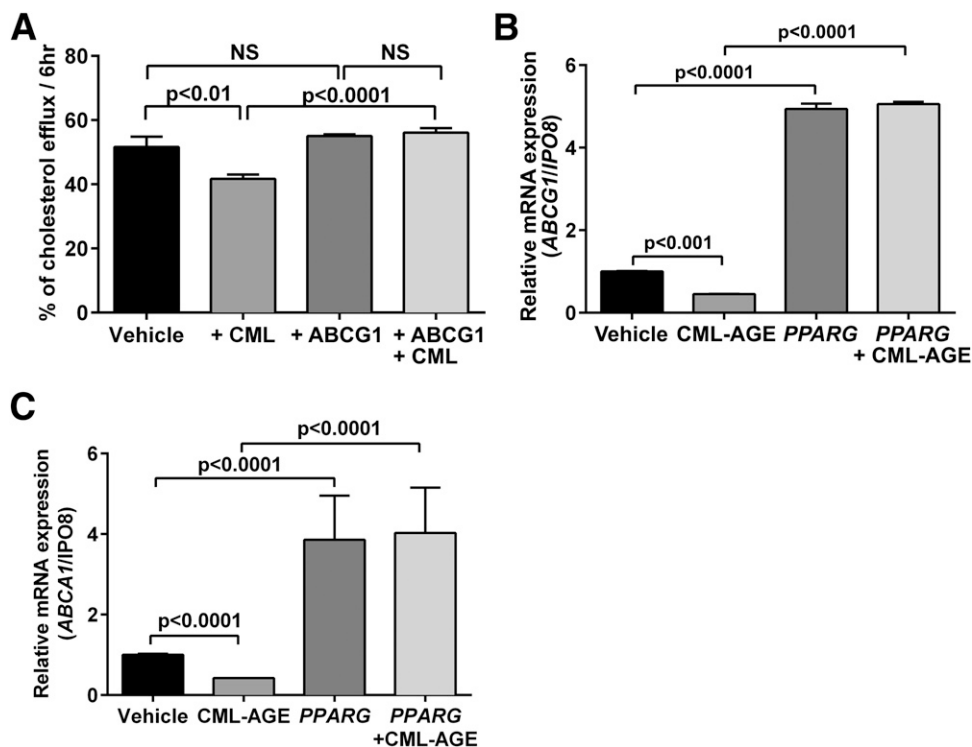 A
% of cholesterol efflux / 6hr
80
60
40
20
0
NS
NS
p<0.01
p<0.0001
Vehicle
+ CML
+ ABCG1
+ ABCG1
+ CML
B
Relative mRNA expression
(ABCG1/IPO8)
6
4
2
0
p<0.0001
p<0.0001
p<0.001
Vehicle
CML-AGE
PPARG
PPARG
+ CML-AGE
C
Relative mRNA expression
(ABCA1/IPO8)
6
4
2
0
p<0.0001
p<0.0001
p<0.0001
Vehicle
CML-AGE
PPARG
PPARG
+CML-AGE